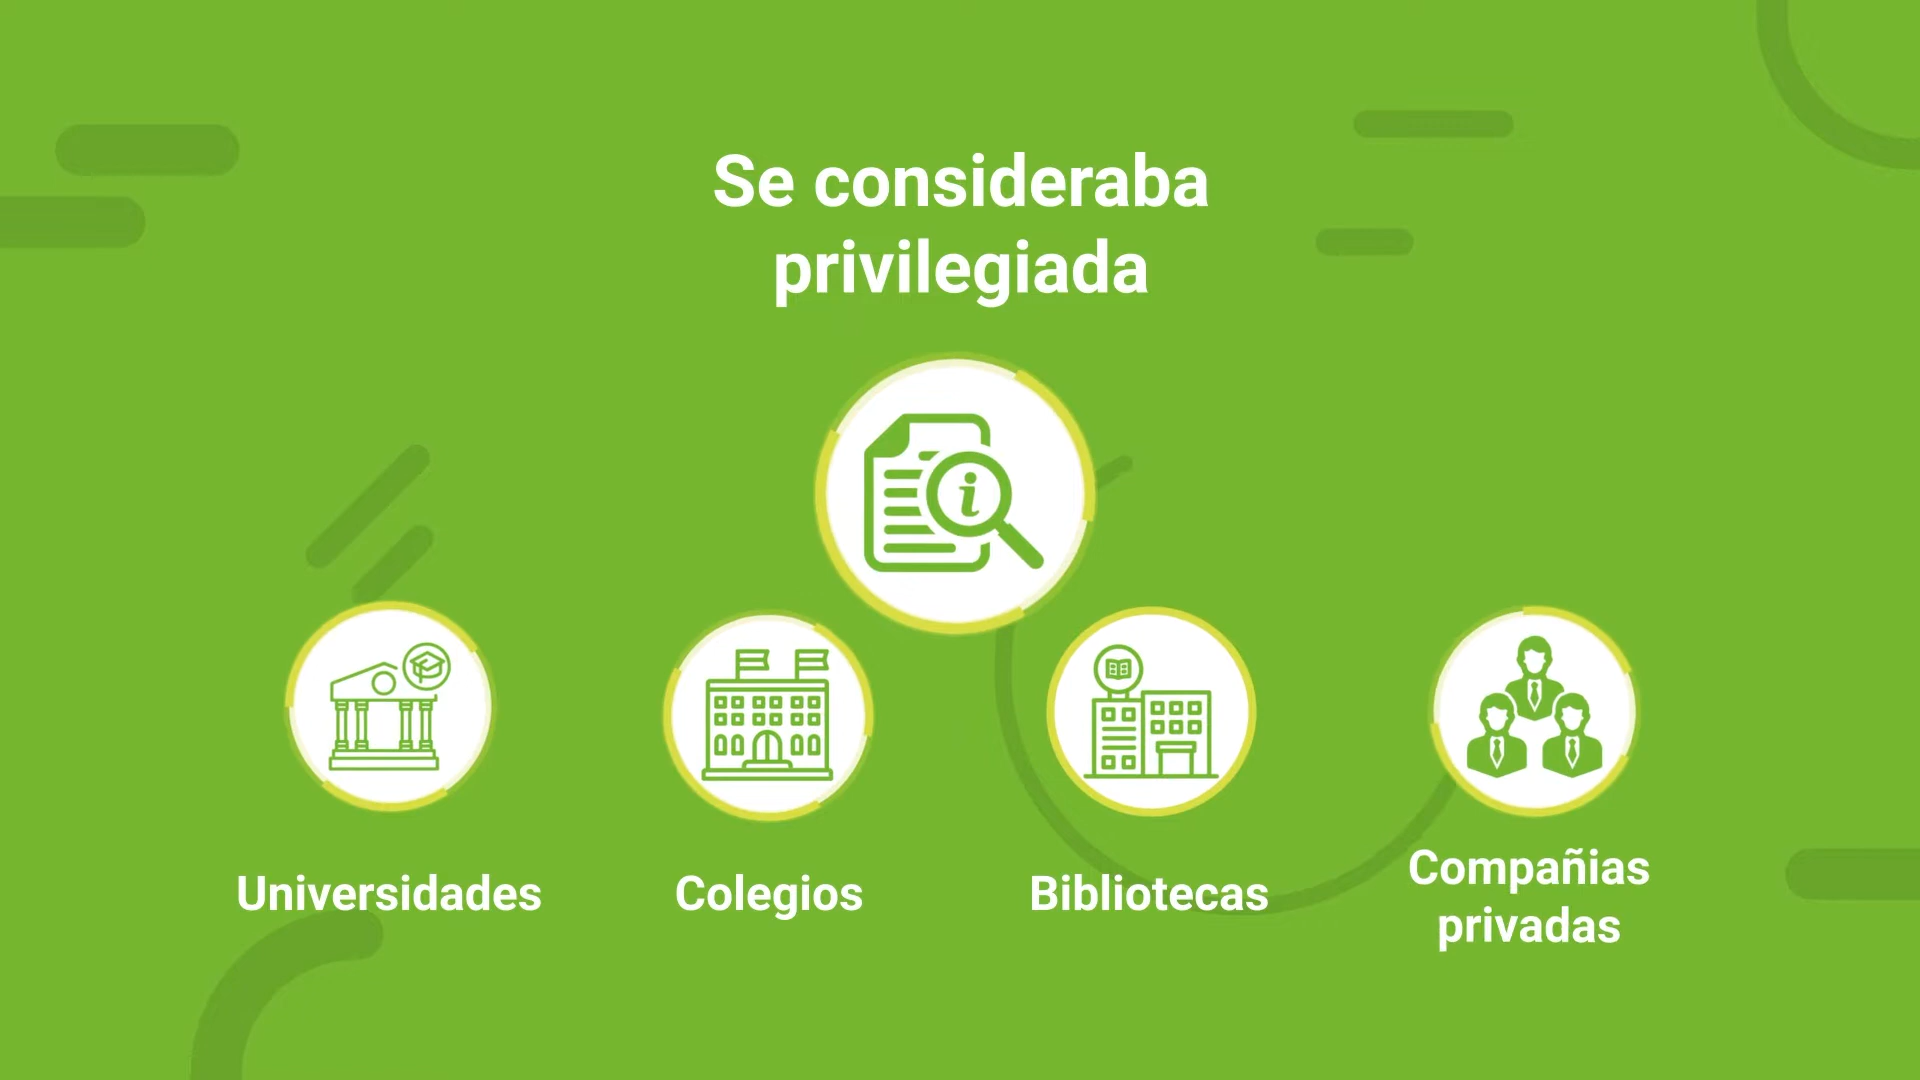 Se consideraba
privilegiada
i
Universidades
Colegios
Bibliotecas
Compañias
privadas